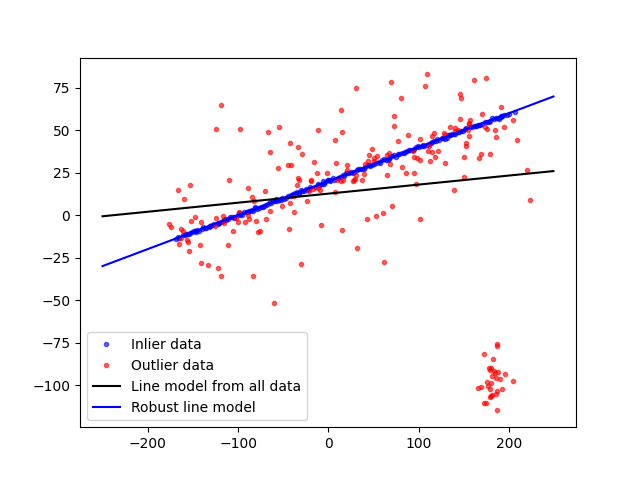 75
50
25
0
−25
−50
−75
−100
Inlier data
Outlier data
Line model from all data
Robust line model
−200 −100 0 100 200